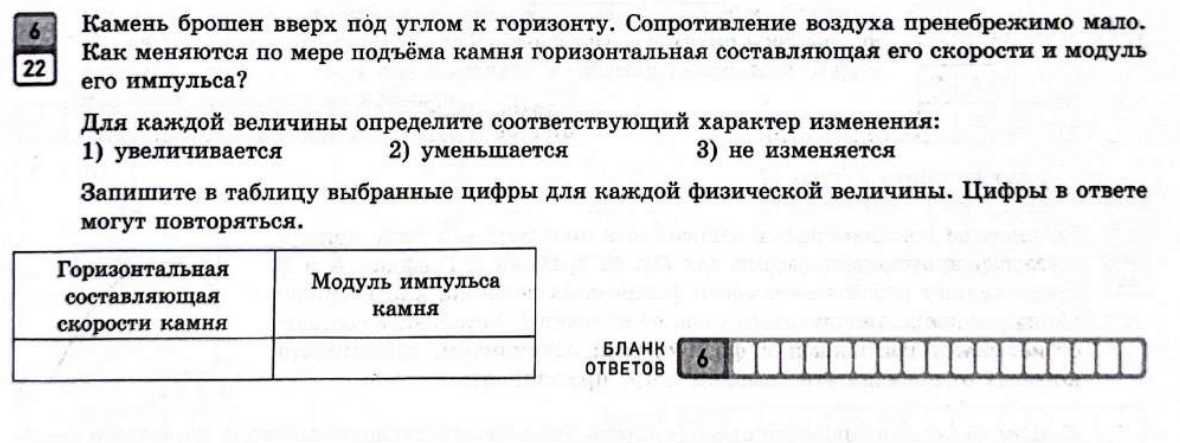 6
22
Камень брошен вверх под углом к горизонту. Сопротивление воздуха пренебрежимо мало.
Как меняются по мере подъёма камня горизонтальная составляющая его скорости и модуль
его импульса?
Для каждой величины определите соответствующий характер изменения:
1) увеличивается 2) уменьшается 3) не изменяется
Запишите в таблицу выбранные цифры для каждой физической величины. Цифры в ответе
могут повторяться.
Горизонтальная
составляющая
скорости камня
Модуль импульса
камня
БЛАНК
ОТВЕТОВ
6